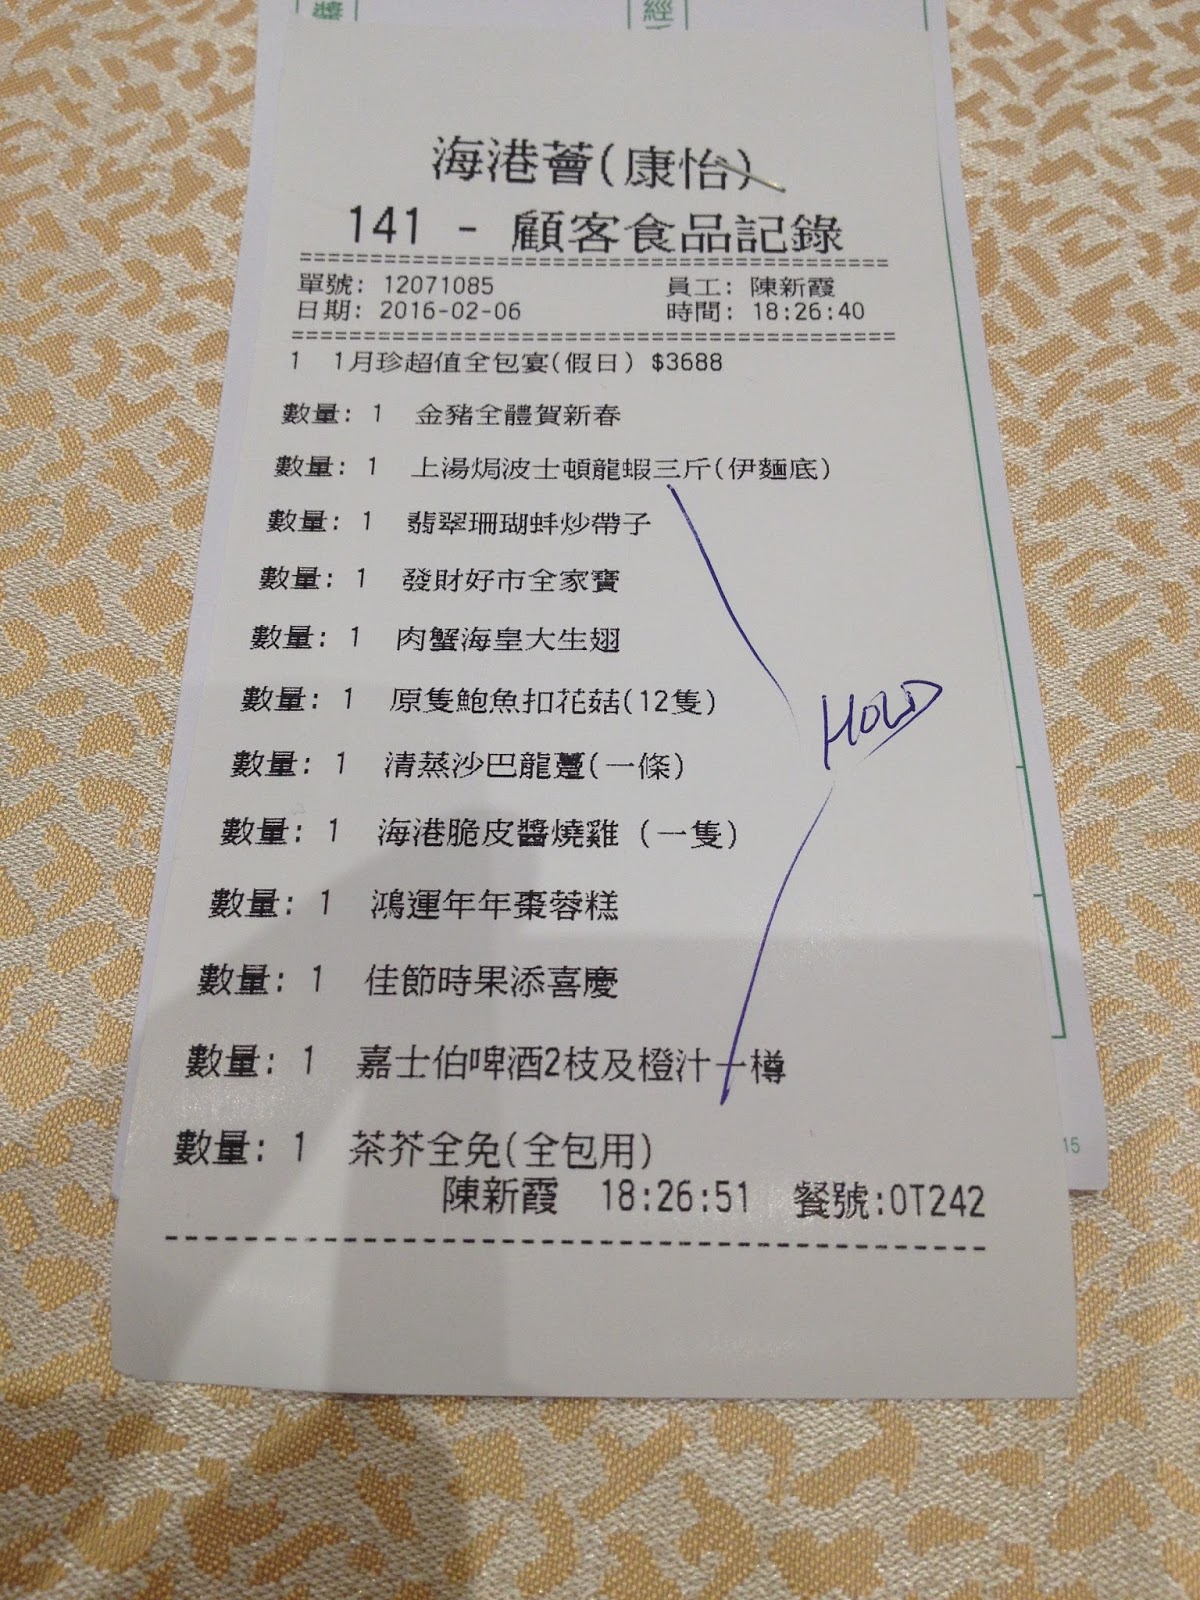 經
海港薈(康怡)
141 - 顧客食品記錄
單號: 12071085 員工: 陳新霞
日期: 2016-02-06 時間: 18:26:40
1 1月珍超值全包宴(假日) $3688
數量: 1 金豬全體賀新春
數量: 1 上湯焗波士頓龍蝦三斤(伊麵底)
數量: 1 翡翠珊瑚蚌炒帶子
數量: 1 發財好市全家寶
數量: 1 肉蟹海皇大生翅
數量: 1 原隻鮑魚扣花菇(12隻)
HOLD
數量: 1 清蒸沙巴龍躉(一條)
數量: 1 海港脆皮醬燒雞 (一隻)
數量: 1 鴻運年年棗蓉糕
數量: 1 佳節時果添喜慶
數量: 1 嘉士伯啤酒2枝及橙汁一樽
數量: 1 茶芥全免(全包用)
15
陳新霞 18:26:51 餐號:OT242